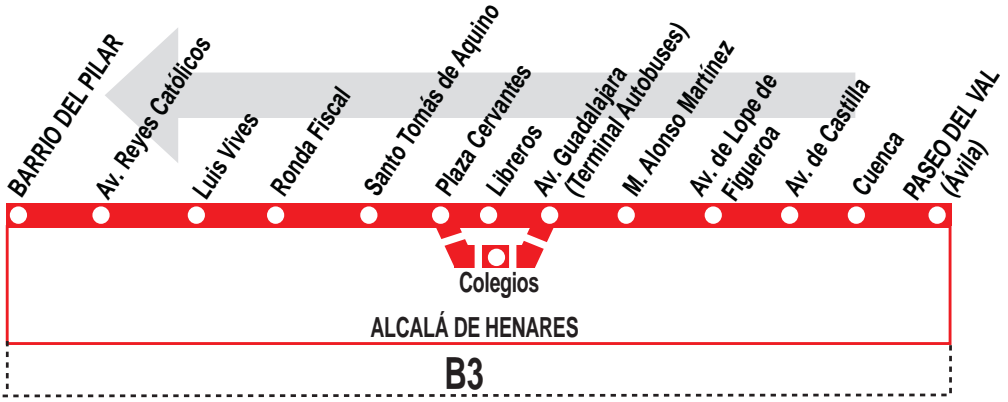 BARRIO DEL PILAR
Av. Reyes Católicos
Luis Vives
Ronda Fiscal
Santo Tomás de Aquino
Plaza Cervantes
Libreros
Av. Guadalajara
(Terminal Autobuses)
M. Alonso Martínez
Av. de Lope de
Figueroa
Av. de Castilla
Cuenca
PASEO DEL VAL
(Ávila)
Colegios
ALCALÁ DE HENARES
B3